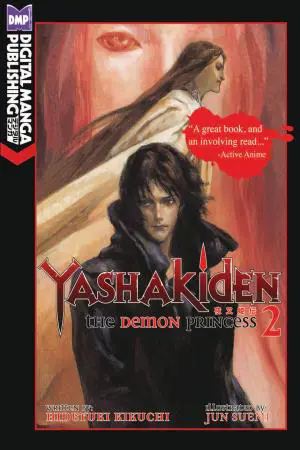 DMP
DIGITAL MANGA
PUBLISHING
"A great book, and
an involving read..."
-Active Anime
YASHAKIDEN
the DEMON PRINCESS 2
written by:
HIDEYUKI KIKUCHI
illustrated by:
JUN SUEMI